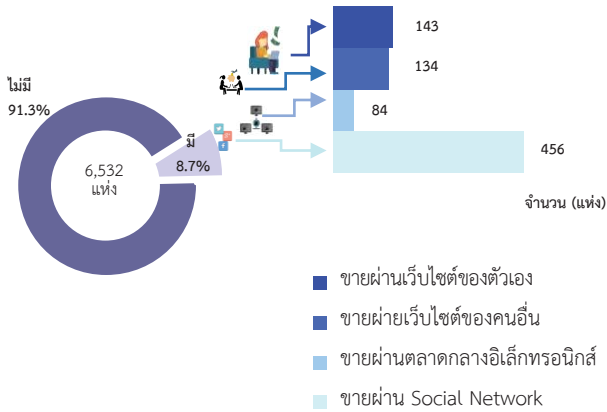 143
134
84
456
จำนวน (แห่ง)
ไม่มี
91.3%
มี
8.7%
6,532
แห่ง
ขายผ่านเว็บไซต์ของตัวเอง
ขายผ่ายเว็บไซต์ของคนอื่น
ขายผ่านตลาดกลางอิเล็กทรอนิกส์
ขายผ่าน Social Network